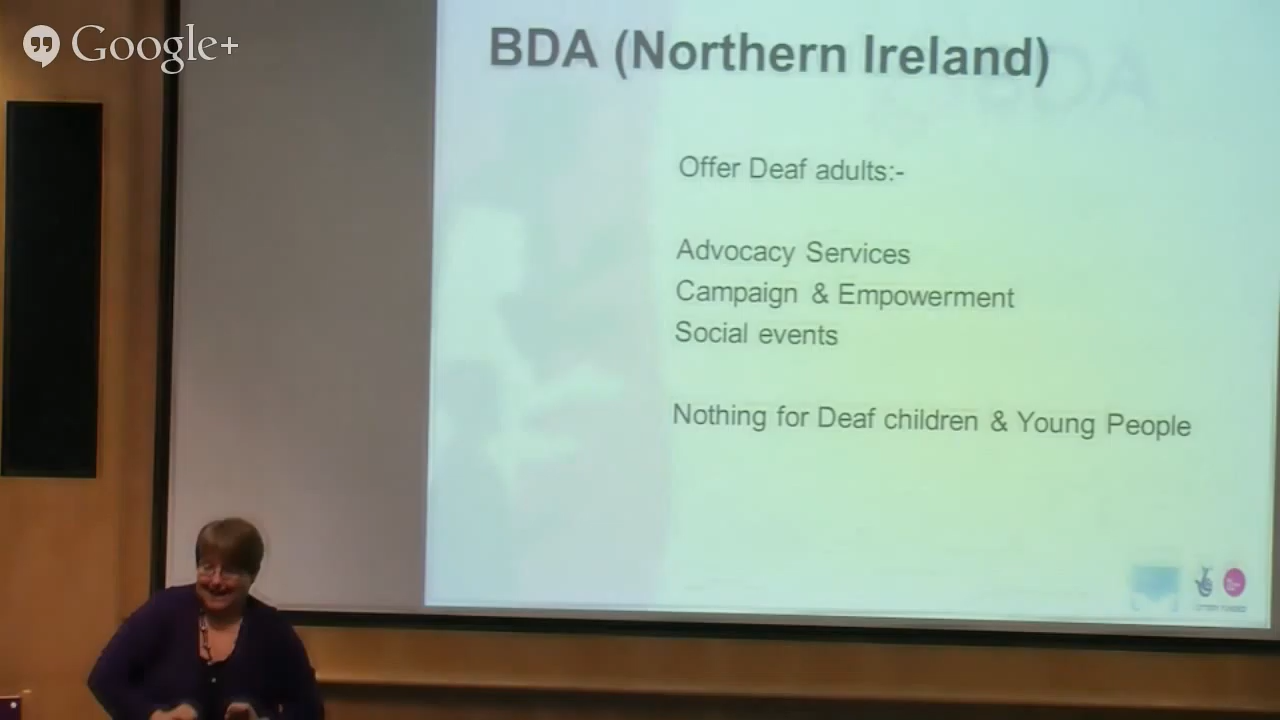 Google+
BDA (Northern Ireland)
Offer Deaf adults:-
Advocacy Services
Campaign & Empowerment
Social events
Nothing for Deaf children & Young People